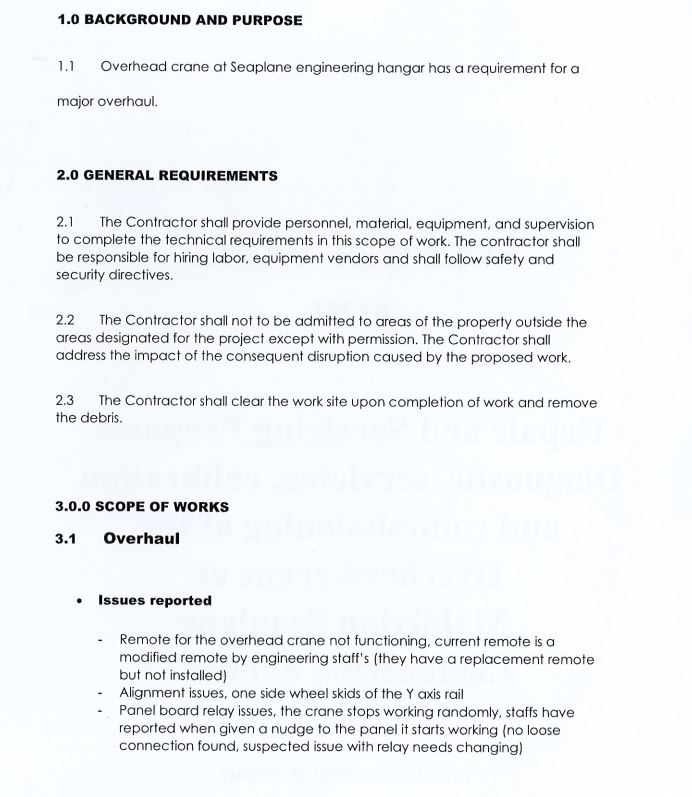 1.0 BACKGROUND AND PURPOSE
1.1 Overhead crane at Seaplane engineering hangar has a requirement for a
major overhaul.
2.0 GENERAL REQUIREMENTS
2.1 The Contractor shall provide personnel, material, equipment, and supervision
to complete the technical requirements in this scope of work. The contractor shall
be responsible for hiring labor, equipment vendors and shall follow safety and
security directives.
2.2 The Contractor shall not to be admitted to areas of the property outside the
areas designated for the project except with permission. The Contractor shall
address the impact of the consequent disruption caused by the proposed work.
2.3 The Contractor shall clear the work site upon completion of work and remove
the debris.
3.0.0 SCOPE OF WORKS
3.1 Overhaul
• Issues reported
- Remote for the overhead crane not functioning, current remote is a
modified remote by engineering staff's (they have a replacement remote
but not installed)
- Alignment issues, one side wheel skids of the Y axis rail
- Panel board relay issues, the crane stops working randomly, staffs have
reported when given a nudge to the panel it starts working (no loose
connection found, suspected issue with relay needs changing)